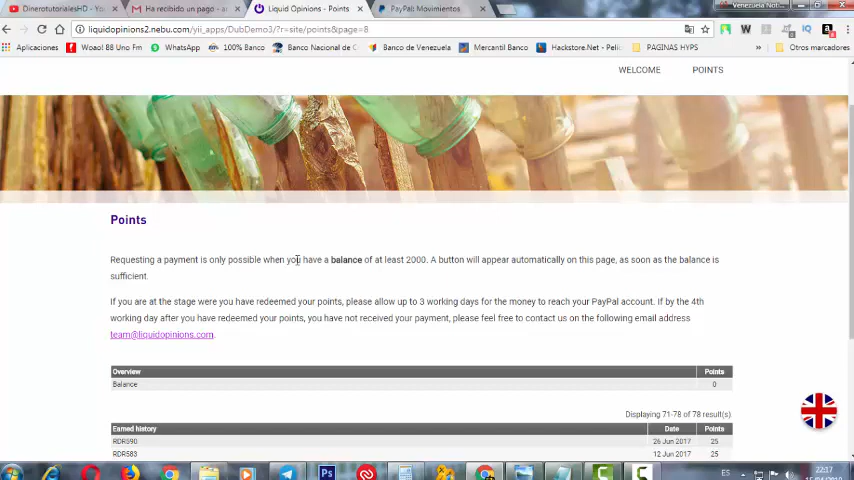 DinerotutorialesHD - Yo
Ha recibido un pago - a
Liquid Opinions - Points
PayPal: Movimientos
Venezuela Noti
liquidopinions2.nebu.com/yii_apps/DubDemo3/?r=site/points&page=8
Aplicaciones
Woao! 88 Uno Fm
WhatsApp
100% Banco
Banco Nacional de C
Banco de Venezuela
Mercantil Banco
Hackstore.Net - Pelic
PAGINAS HYPS
»
Otros marcadores
WELCOME
POINTS
Points
Requesting a payment is only possible when you have a balance of at least 2000. A button will appear automatically on this page, as soon as the balance is
sufficient.
If you are at the stage were you have redeemed your points, please allow up to 3 working days for the money to reach your PayPal account. If by the 4th
working day after you have redeemed your points, you have not received your payment, please feel free to contact us on the following email address
team@liquidopinions.com.
Overview Points
Balance 0
Displaying 71-78 of 78 result(s).
Earned history Date Points
RDR590 26 Jun 2017 25
RDR583 12 Jun 2017 25
Ps
ES
22:17